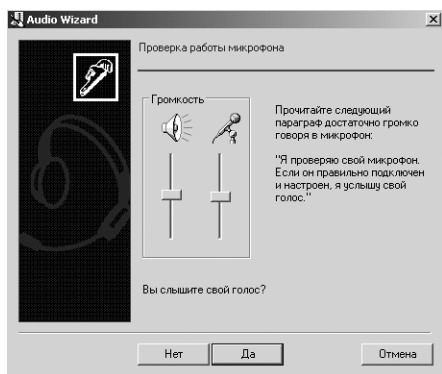 Audio Wizard
Проверка работы микрофона
Громкость
Прочитайте следующий
параграф достаточно громко
говоря в микрофон:
"Я проверяю свой микрофон.
Если он правильно подключен
и настроен, я услышу свой
голос."
Вы слышите свой голос?
Нет
Да
Отмена